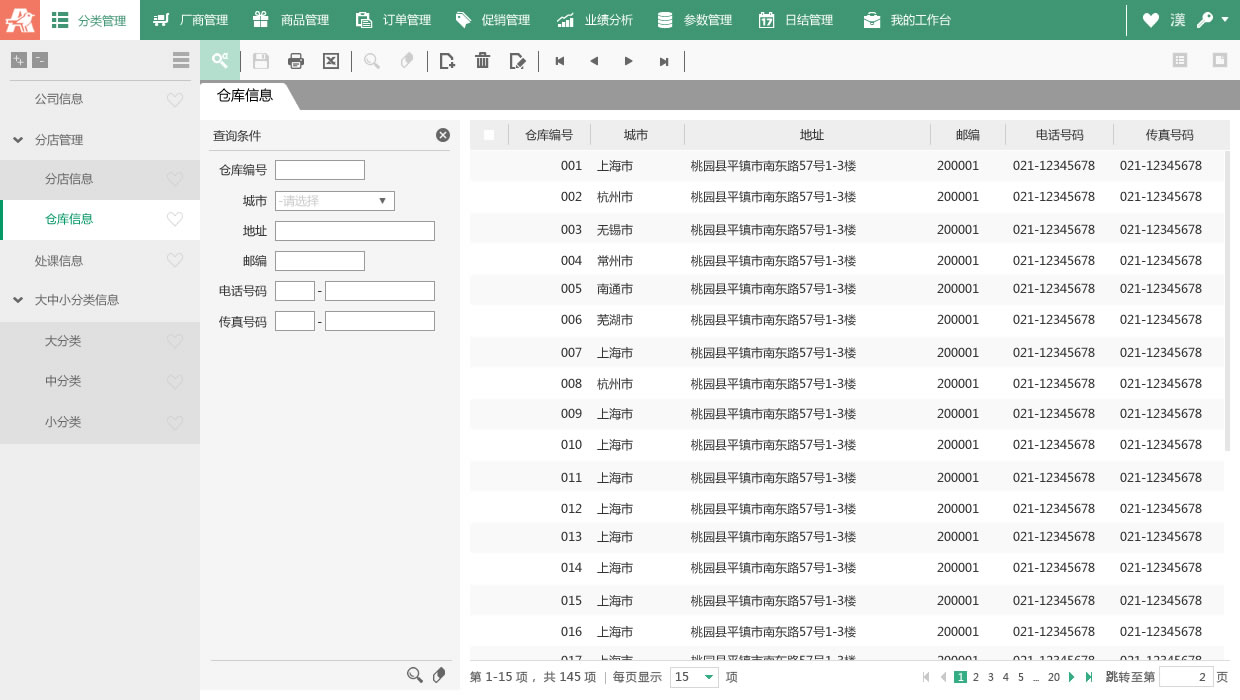 分类管理 厂商管理 商品管理 订单管理 促销管理 业绩分析 参数管理 17 日结管理 我的工作台 漢
公司信息
分店管理
分店信息
仓库信息
处课信息
大中小分类信息
大分类
中分类
小分类
仓库信息
查询条件
仓库编号
城市 -请选择
地址
邮编
电话号码 -
传真号码 -
仓库编号 城市 地址 邮编 电话号码 传真号码
001 上海市 桃园县平镇市南东路57号1-3楼 200001 021-12345678 021-12345678
002 杭州市 桃园县平镇市南东路57号1-3楼 200001 021-12345678 021-12345678
003 无锡市 桃园县平镇市南东路57号1-3楼 200001 021-12345678 021-12345678
004 常州市 桃园县平镇市南东路57号1-3楼 200001 021-12345678 021-12345678
005 南通市 桃园县平镇市南东路57号1-3楼 200001 021-12345678 021-12345678
006 芜湖市 桃园县平镇市南东路57号1-3楼 200001 021-12345678 021-12345678
007 上海市 桃园县平镇市南东路57号1-3楼 200001 021-12345678 021-12345678
008 杭州市 桃园县平镇市南东路57号1-3楼 200001 021-12345678 021-12345678
009 上海市 桃园县平镇市南东路57号1-3楼 200001 021-12345678 021-12345678
010 上海市 桃园县平镇市南东路57号1-3楼 200001 021-12345678 021-12345678
011 上海市 桃园县平镇市南东路57号1-3楼 200001 021-12345678 021-12345678
012 上海市 桃园县平镇市南东路57号1-3楼 200001 021-12345678 021-12345678
013 上海市 桃园县平镇市南东路57号1-3楼 200001 021-12345678 021-12345678
014 上海市 桃园县平镇市南东路57号1-3楼 200001 021-12345678 021-12345678
015 上海市 桃园县平镇市南东路57号1-3楼 200001 021-12345678 021-12345678
016 上海市 桃园县平镇市南东路57号1-3楼 200001 021-12345678 021-12345678
017 上海市 桃园县平镇市南东路57号1-3楼 200001 021-12345678 021-12345678
第 1-15 项，共 145 项 | 每页显示 15 项 1 2 3 4 5 ... 20 跳转至第 2 页